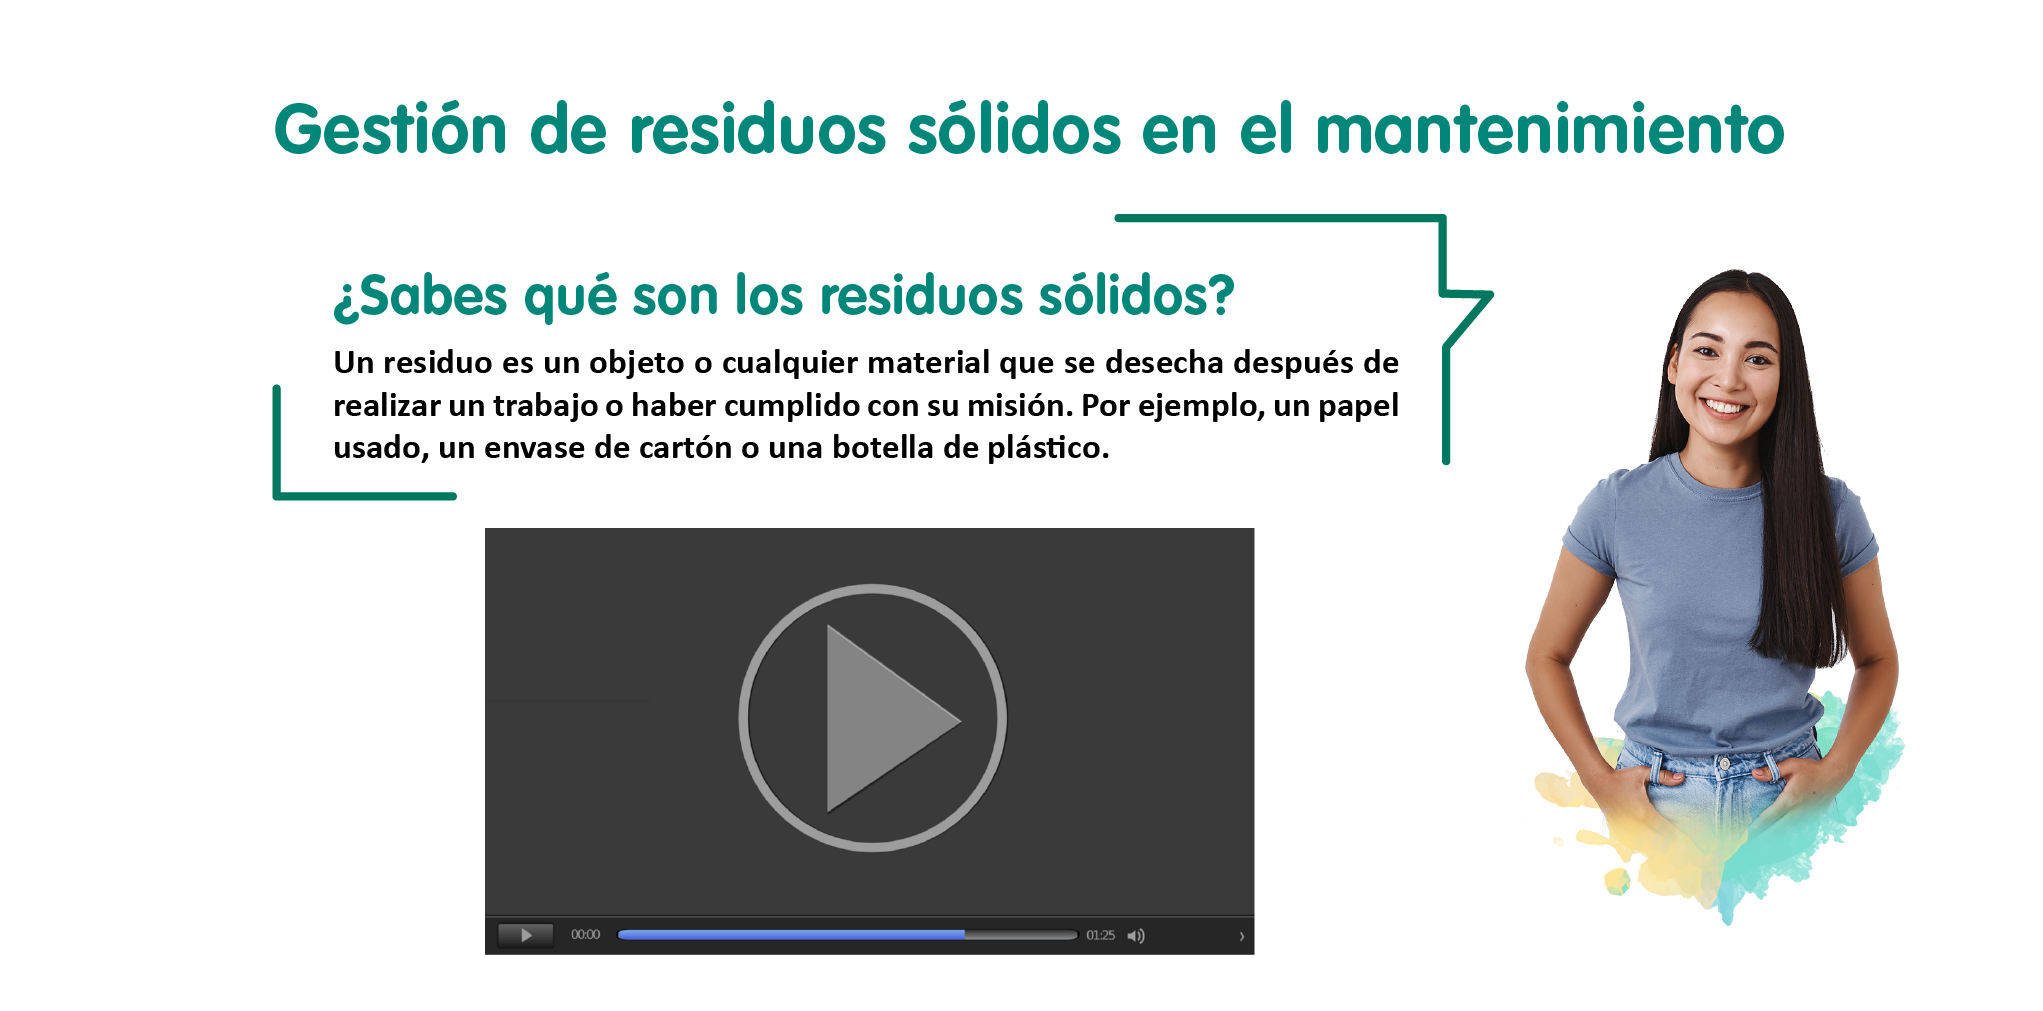 Gestión de residuos sólidos en el mantenimiento
¿Sabes qué son los residuos sólidos?
Un residuo es un objeto o cualquier material que se desecha después de
realizar un trabajo o haber cumplido con su misión. Por ejemplo, un papel
usado, un envase de cartón o una botella de plástico.
00:00 01:25